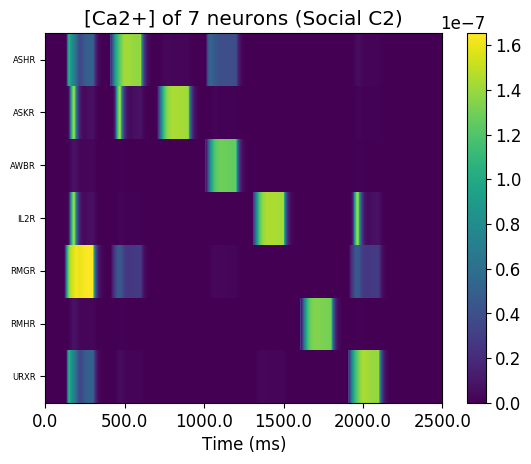 [Ca2+] of 7 neurons (Social C2)
1e−7
ASHR
ASKR
AWBR
IL2R
RMGR
RMHR
URXR
0.0 500.0 1000.0 1500.0 2000.0 2500.0
Time (ms)
1.6
1.4
1.2
1.0
0.8
0.6
0.4
0.2
0.0